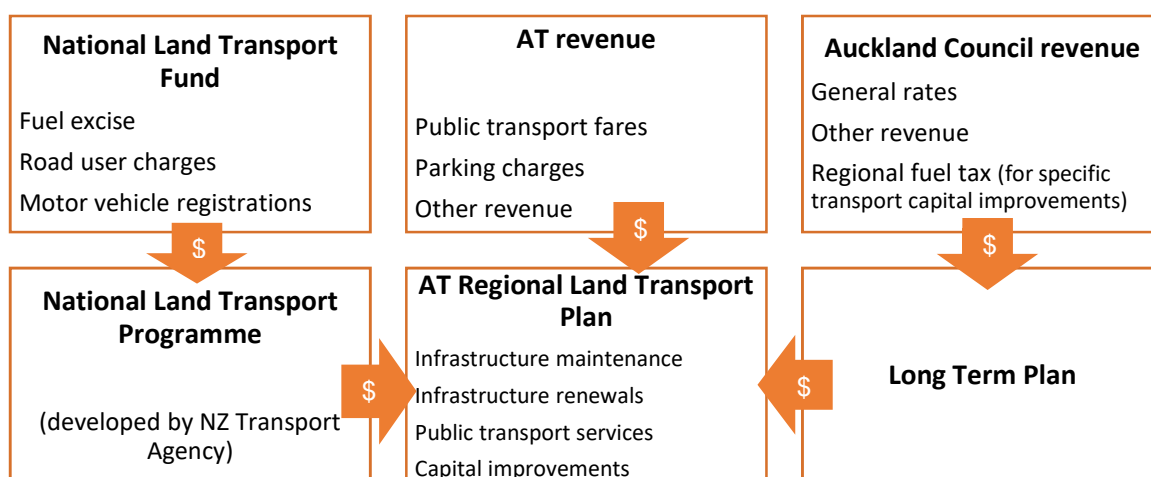 National Land Transport
Fund
Fuel excise
Road user charges
Motor vehicle registrations
$
AT revenue
Public transport fares
Parking charges
Other revenue
$
Auckland Council revenue
General rates
Other revenue
Regional fuel tax (for specific
transport capital improvements)
$
National Land Transport
Programme
(developed by NZ Transport
Agency)
$
AT Regional Land Transport
Plan
Infrastructure maintenance
Infrastructure renewals
Public transport services
Capital improvements
$
Long Term Plan